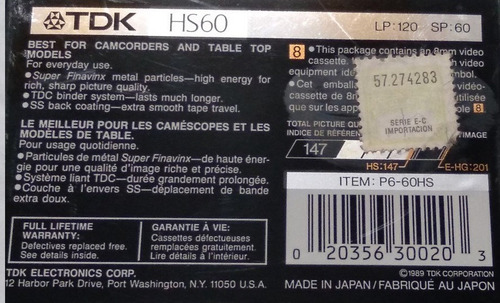 TDK HS60 LP:120 SP:60
BEST FOR CAMCORDERS AND TABLE TOP
MODELS
For everyday use.
●Super Finavinx metal particles—high energy for
rich, sharp picture quality.
●TDC binder system—lasts much longer.
●SS back coating—extra smooth tape travel.
LE MEILLEUR POUR LES CAMÉSCOPES ET LES
MODÈLES DE TABLE.
Pour usage quotidienne.
●Particules de métal Super Finavinx—de haute éner-
gie pour une qualité d'image riche et précise.
●Système liant TDC—durée grandement prolongée.
●Couche à l'envers SS—déplacement de bande
extra doux.
FULL LIFETIME
WARRANTY:
Defectives replaced free.
See details inside.
GARANTIE À VIE:
Cassettes défectueuses
remplacées gratuitement.
Lire détails à l'intérieur.
TDK ELECTRONICS CORP.
12 Harbor Park Drive, Port Washington, N.Y. 11050 U.S.A.
8 ●This package contains an 8mm video
cassette.
equipment
●Cet
vidéo-
cassette de
que sur les 8
57.274283
SERIE E-C
IMPORTACION
TOTAL PICTURE
INDICE DE
147
HS:147 E-HG:201
ITEM: P6-60HS
0 20356 30020 3
©1989 TDK CORPORATION
MADE IN JAPAN/FABRIQUÉ AU JAPON